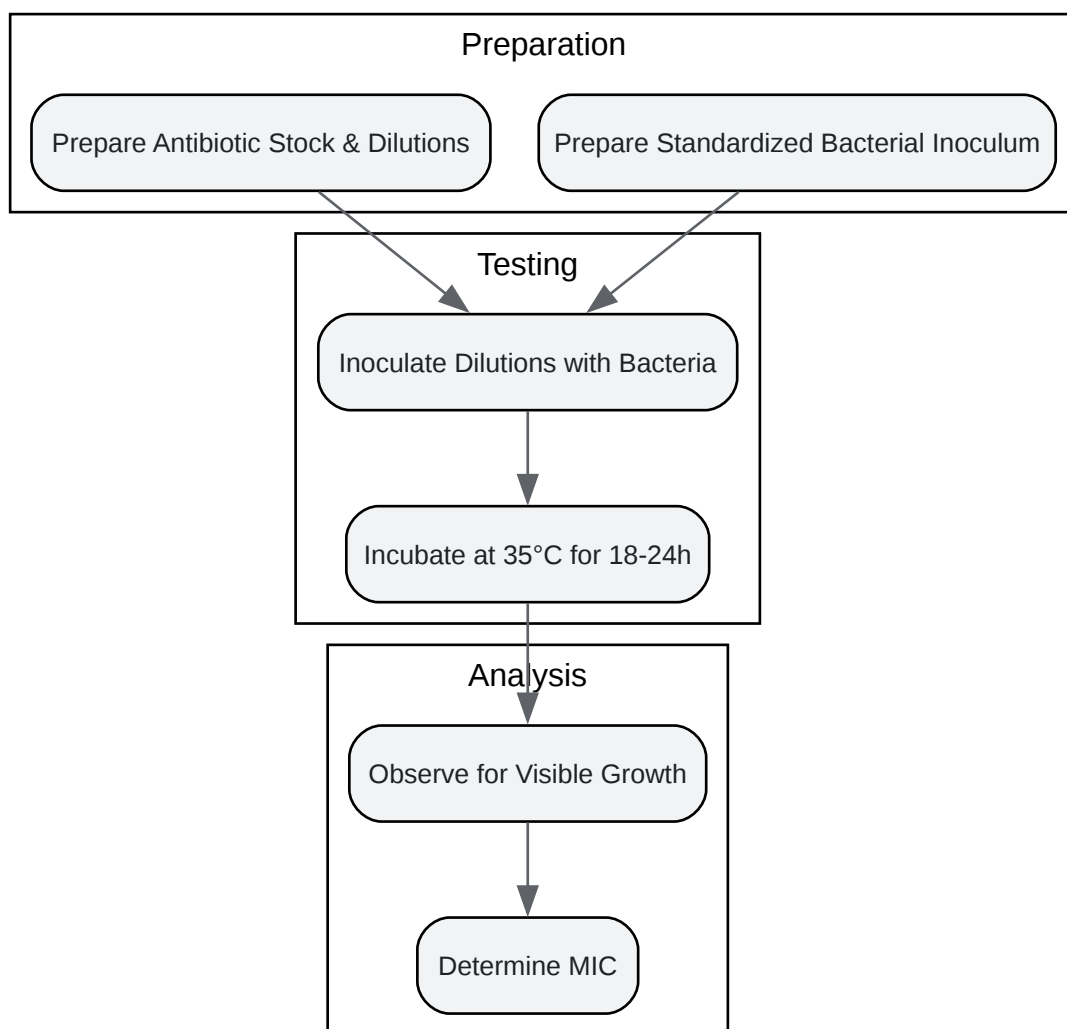 Preparation
Prepare Antibiotic Stock & Dilutions
Prepare Standardized Bacterial Inoculum
Testing
Inoculate Dilutions with Bacteria
Incubate at 35°C for 18-24h
Analysis
Observe for Visible Growth
Determine MIC